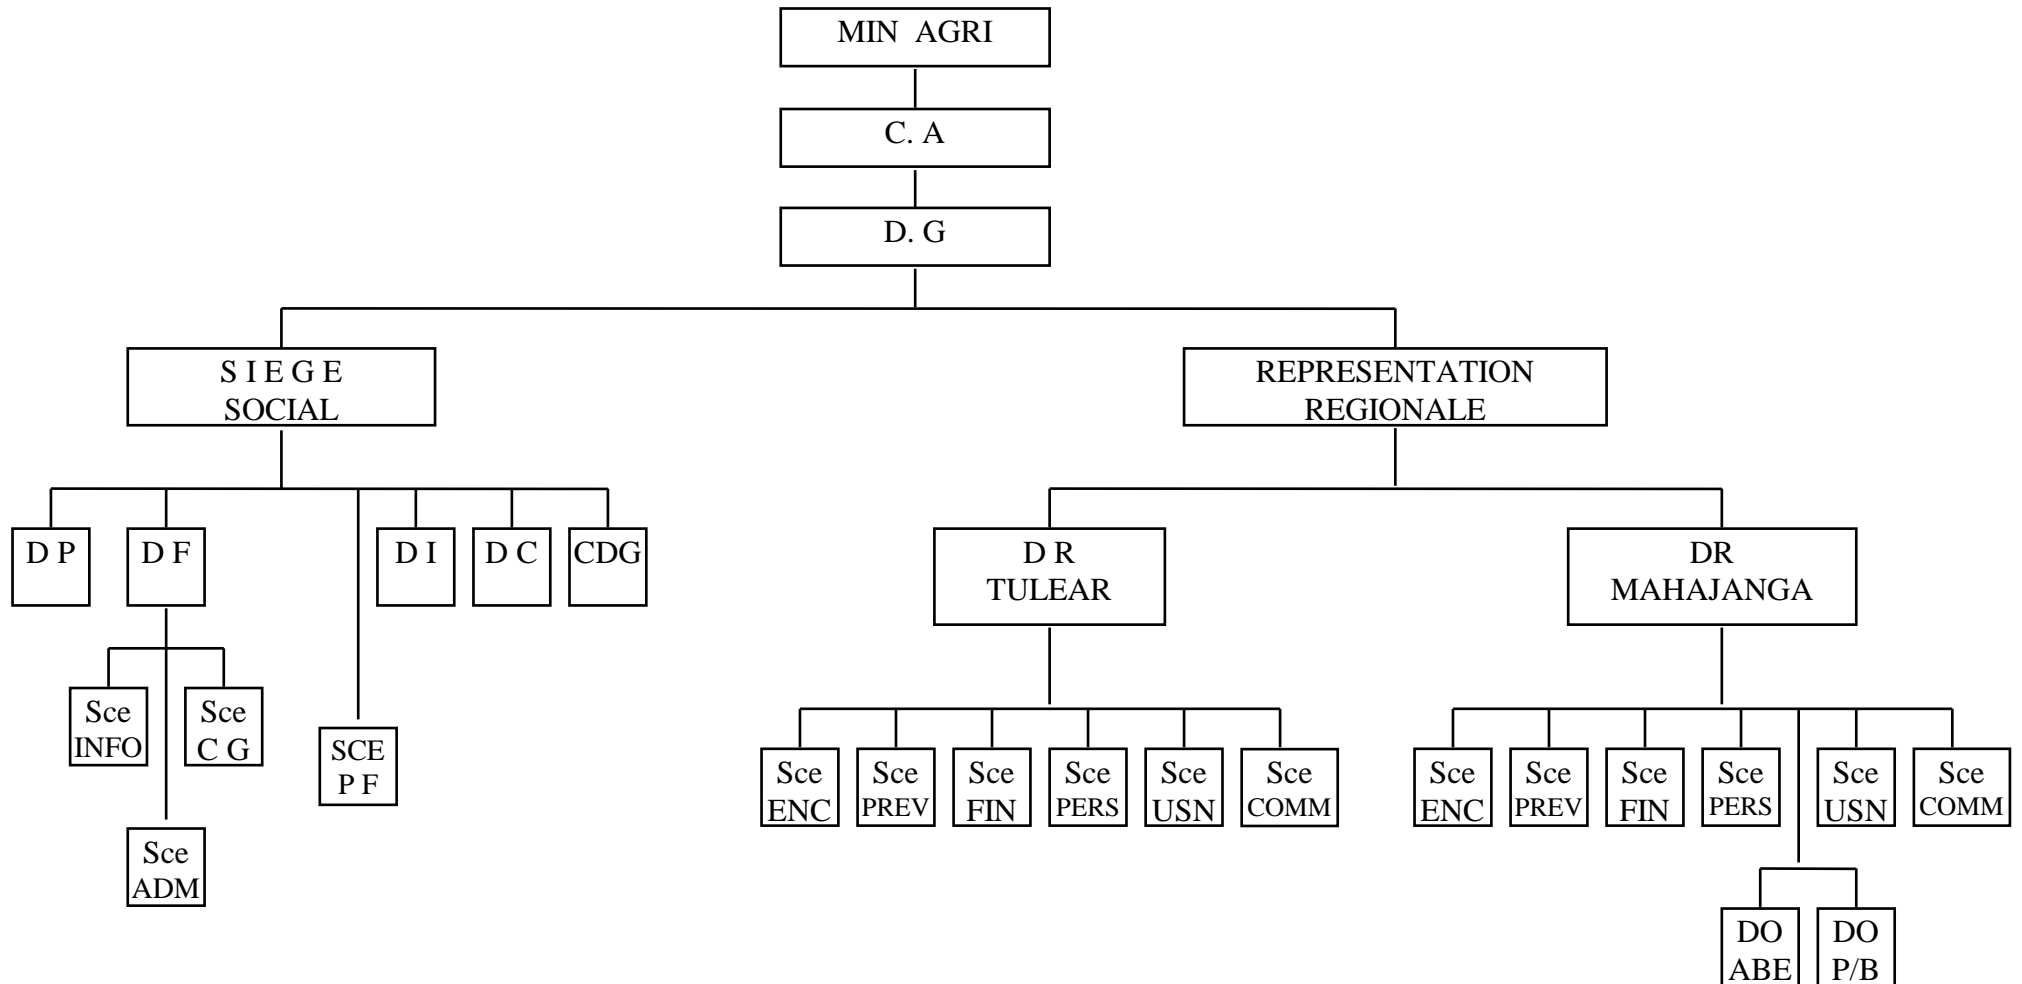 MIN AGRI
C. A
D. G
S I E G E
SOCIAL
REPRESENTATION
REGIONALE
D P
D F
D I
D C
CDG
D R
TULEAR
DR
MAHAJANGA
Sce
INFO
Sce
C G
SCE
P F
Sce
ADM
Sce
ENC
Sce
PREV
Sce
FIN
Sce
PERS
Sce
USN
Sce
COMM
Sce
ENC
Sce
PREV
Sce
FIN
Sce
PERS
Sce
USN
Sce
COMM
DO
ABE
DO
P/B